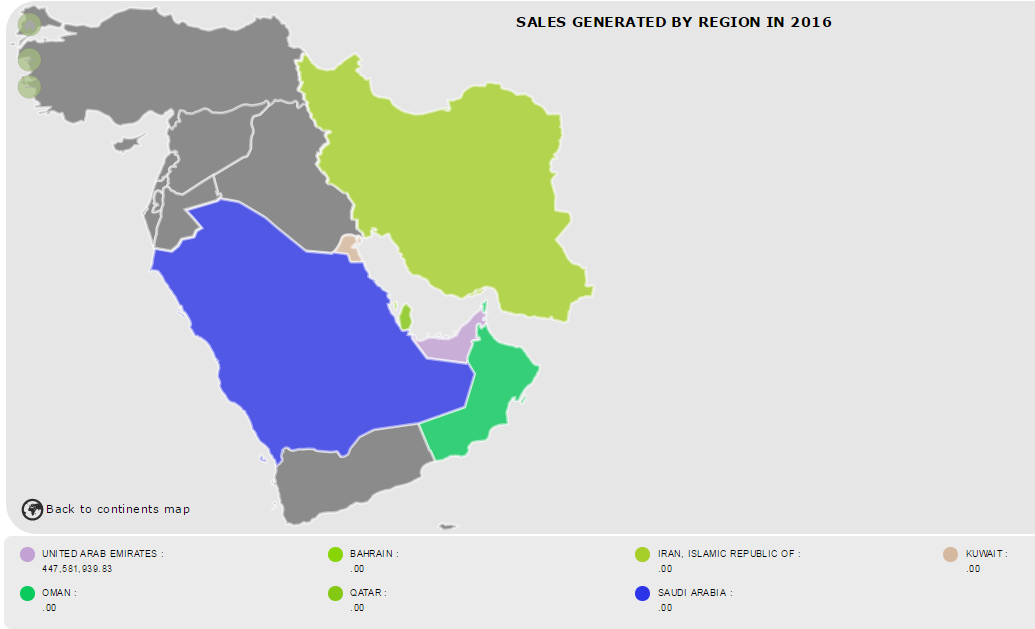 SALES GENERATED BY REGION IN 2016
Back to continents map
UNITED ARAB EMIRATES :
447,581,939.83
BAHRAIN :
.00
IRAN, ISLAMIC REPUBLIC OF :
.00
KUWAIT :
.00
OMAN :
.00
QATAR :
.00
SAUDI ARABIA :
.00